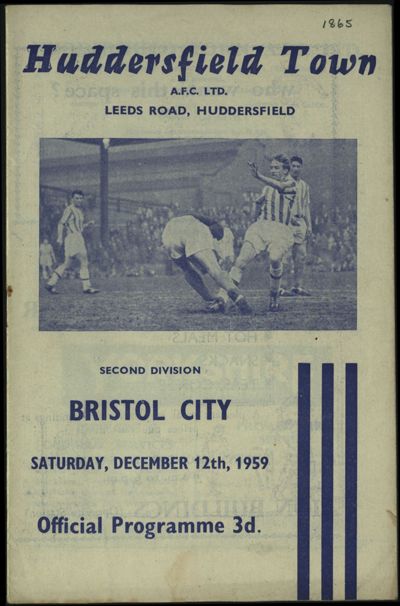 1865
Huddersfield Town
A.F.C. LTD.
LEEDS ROAD, HUDDERSFIELD
SECOND DIVISION
BRISTOL CITY
SATURDAY, DECEMBER 12th, 1959
Official Programme 3d.